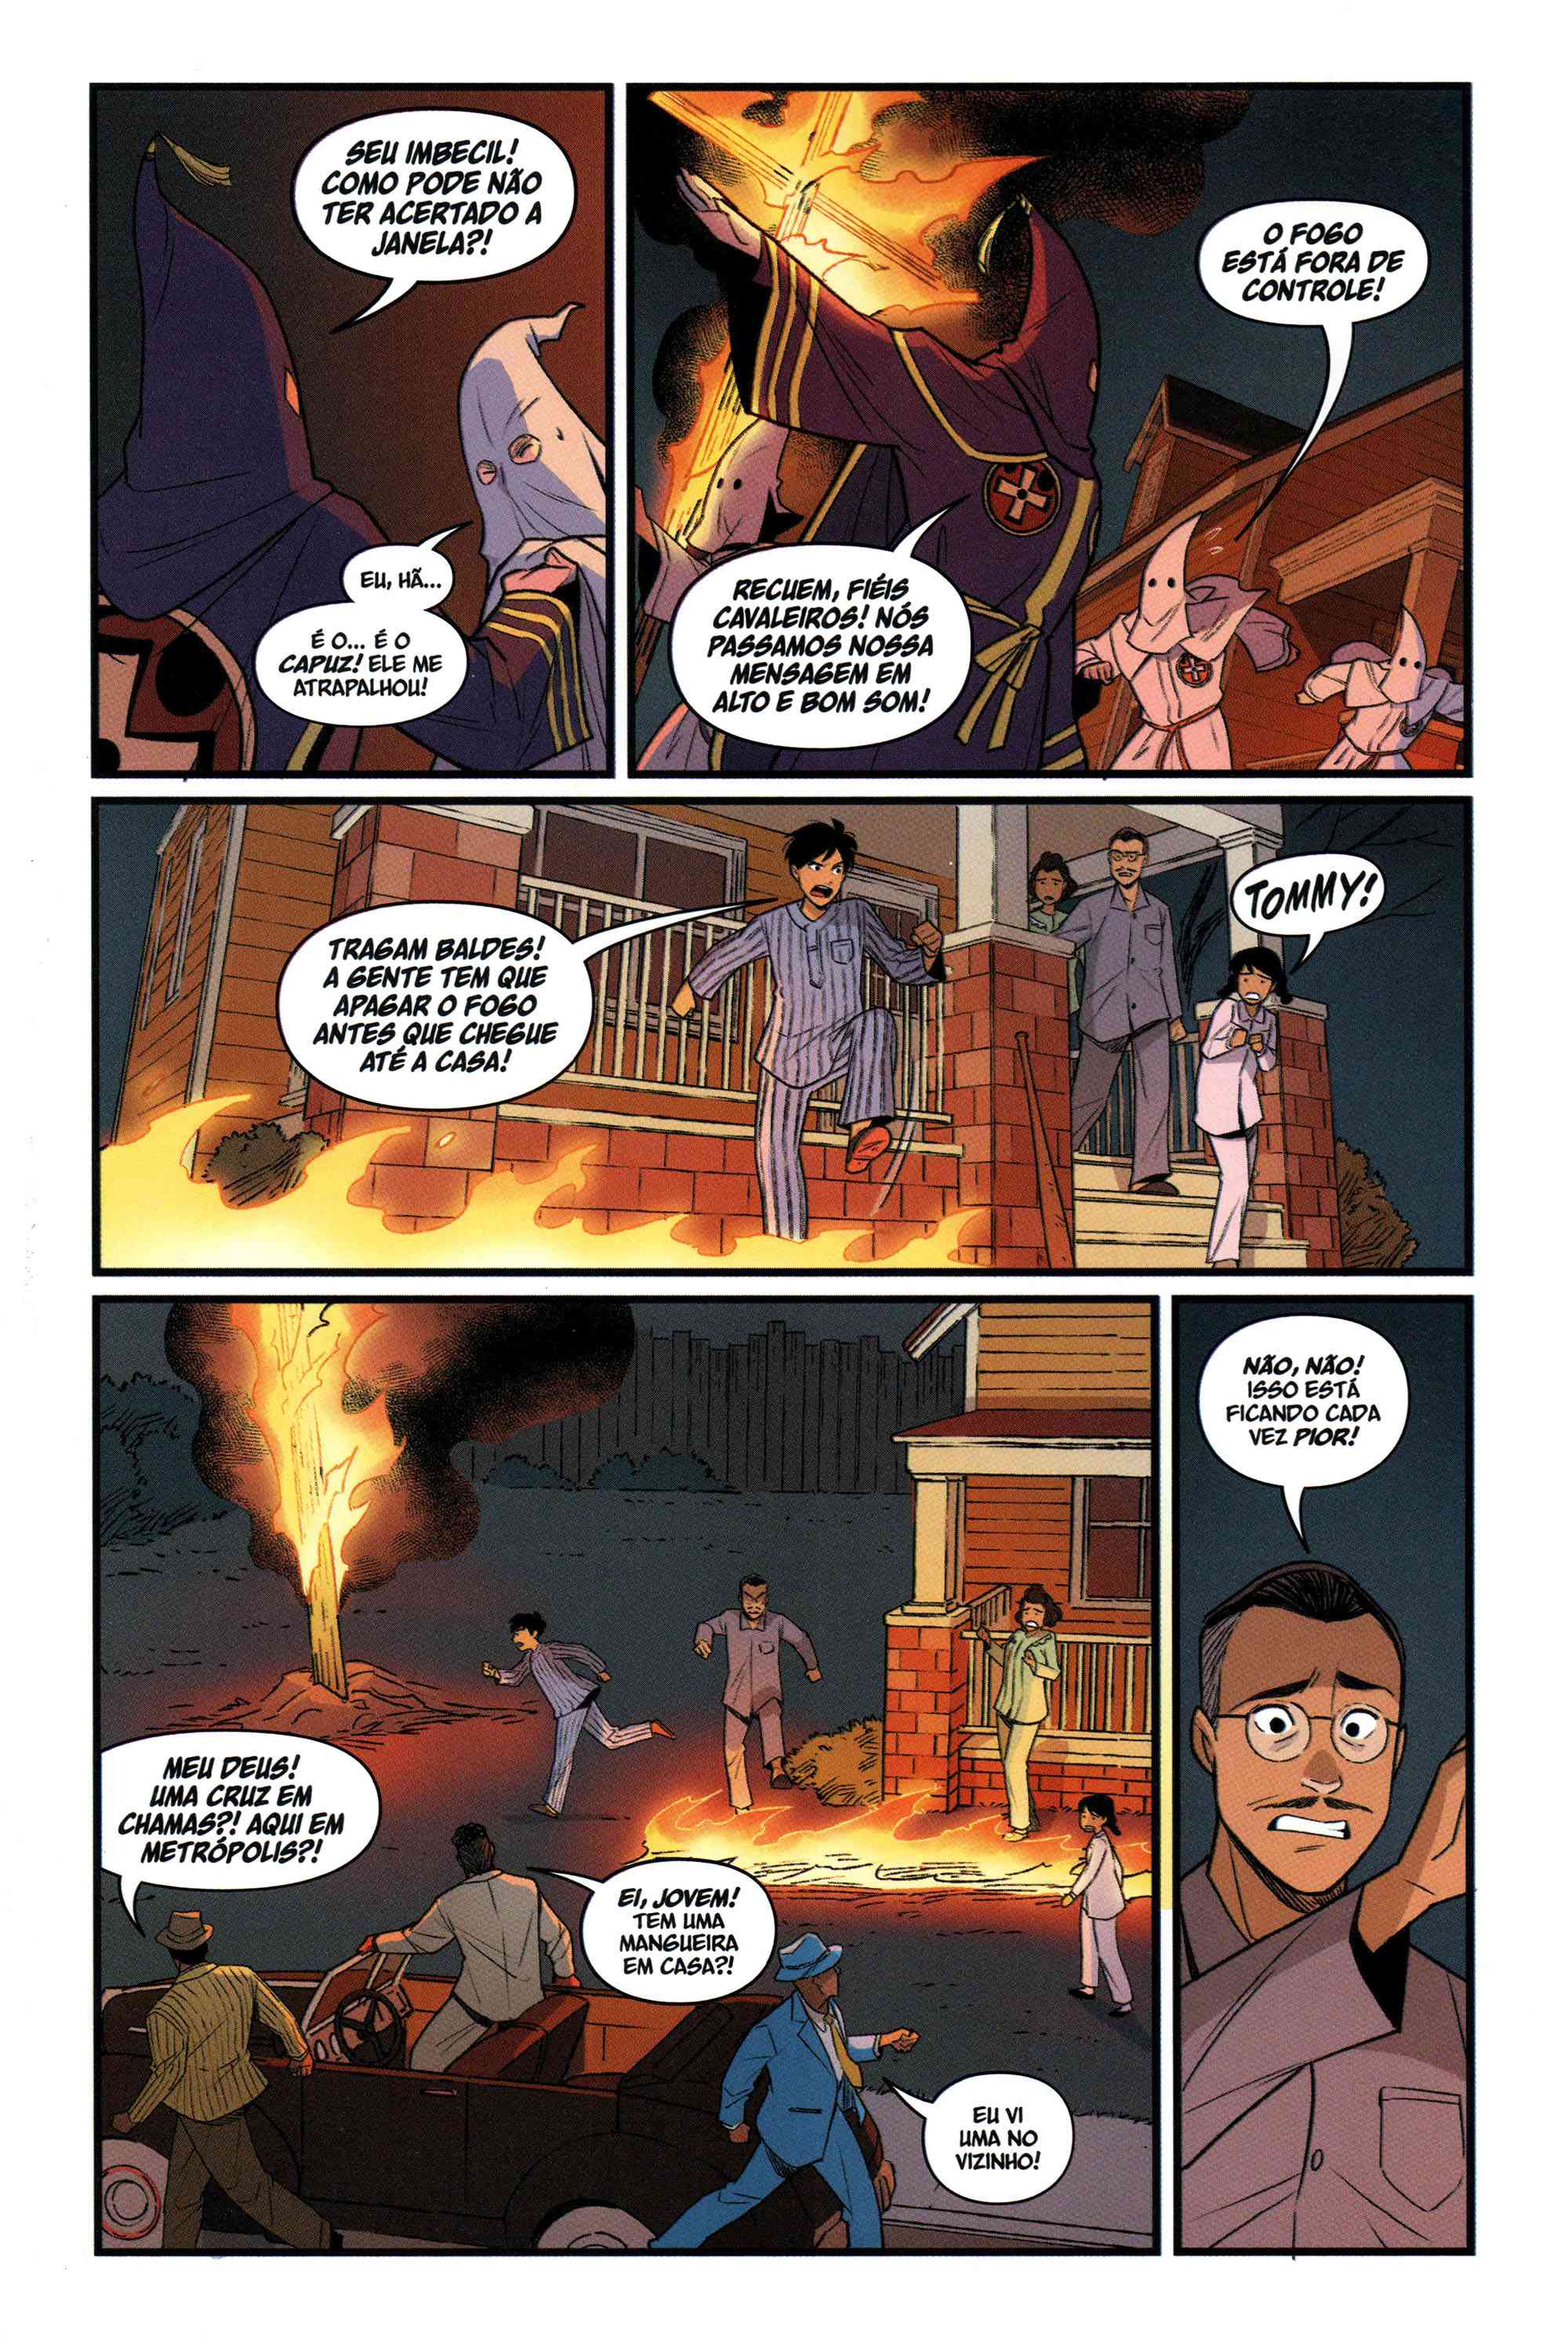 SEU IMBECIL!
COMO PODE NÃO
TER ACERTADO A
JANELA?!
EU, HÃ...
É O... É O
CAPUZ! ELE ME
ATRAPALHOU!
O FOGO
ESTÁ FORA DE
CONTROLE!
RECUEM, FIÉIS
CAVALEIROS! NÓS
PASSAMOS NOSSA
MENSAGEM EM
ALTO E BOM SOM!
TRAGAM BALDES!
A GENTE TEM QUE
APAGAR O FOGO
ANTES QUE CHEGUE
ATÉ A CASA!
TOMMY!
MEU DEUS!
UMA CRUZ EM
CHAMAS?! AQUI EM
METRÓPOLIS?!
EI, JOVEM!
TEM UMA
MANGUEIRA
EM CASA?!
EU VI
UMA NO
VIZINHO!
NÃO, NÃO!
ISSO ESTÁ
FICANDO CADA
VEZ PIOR!